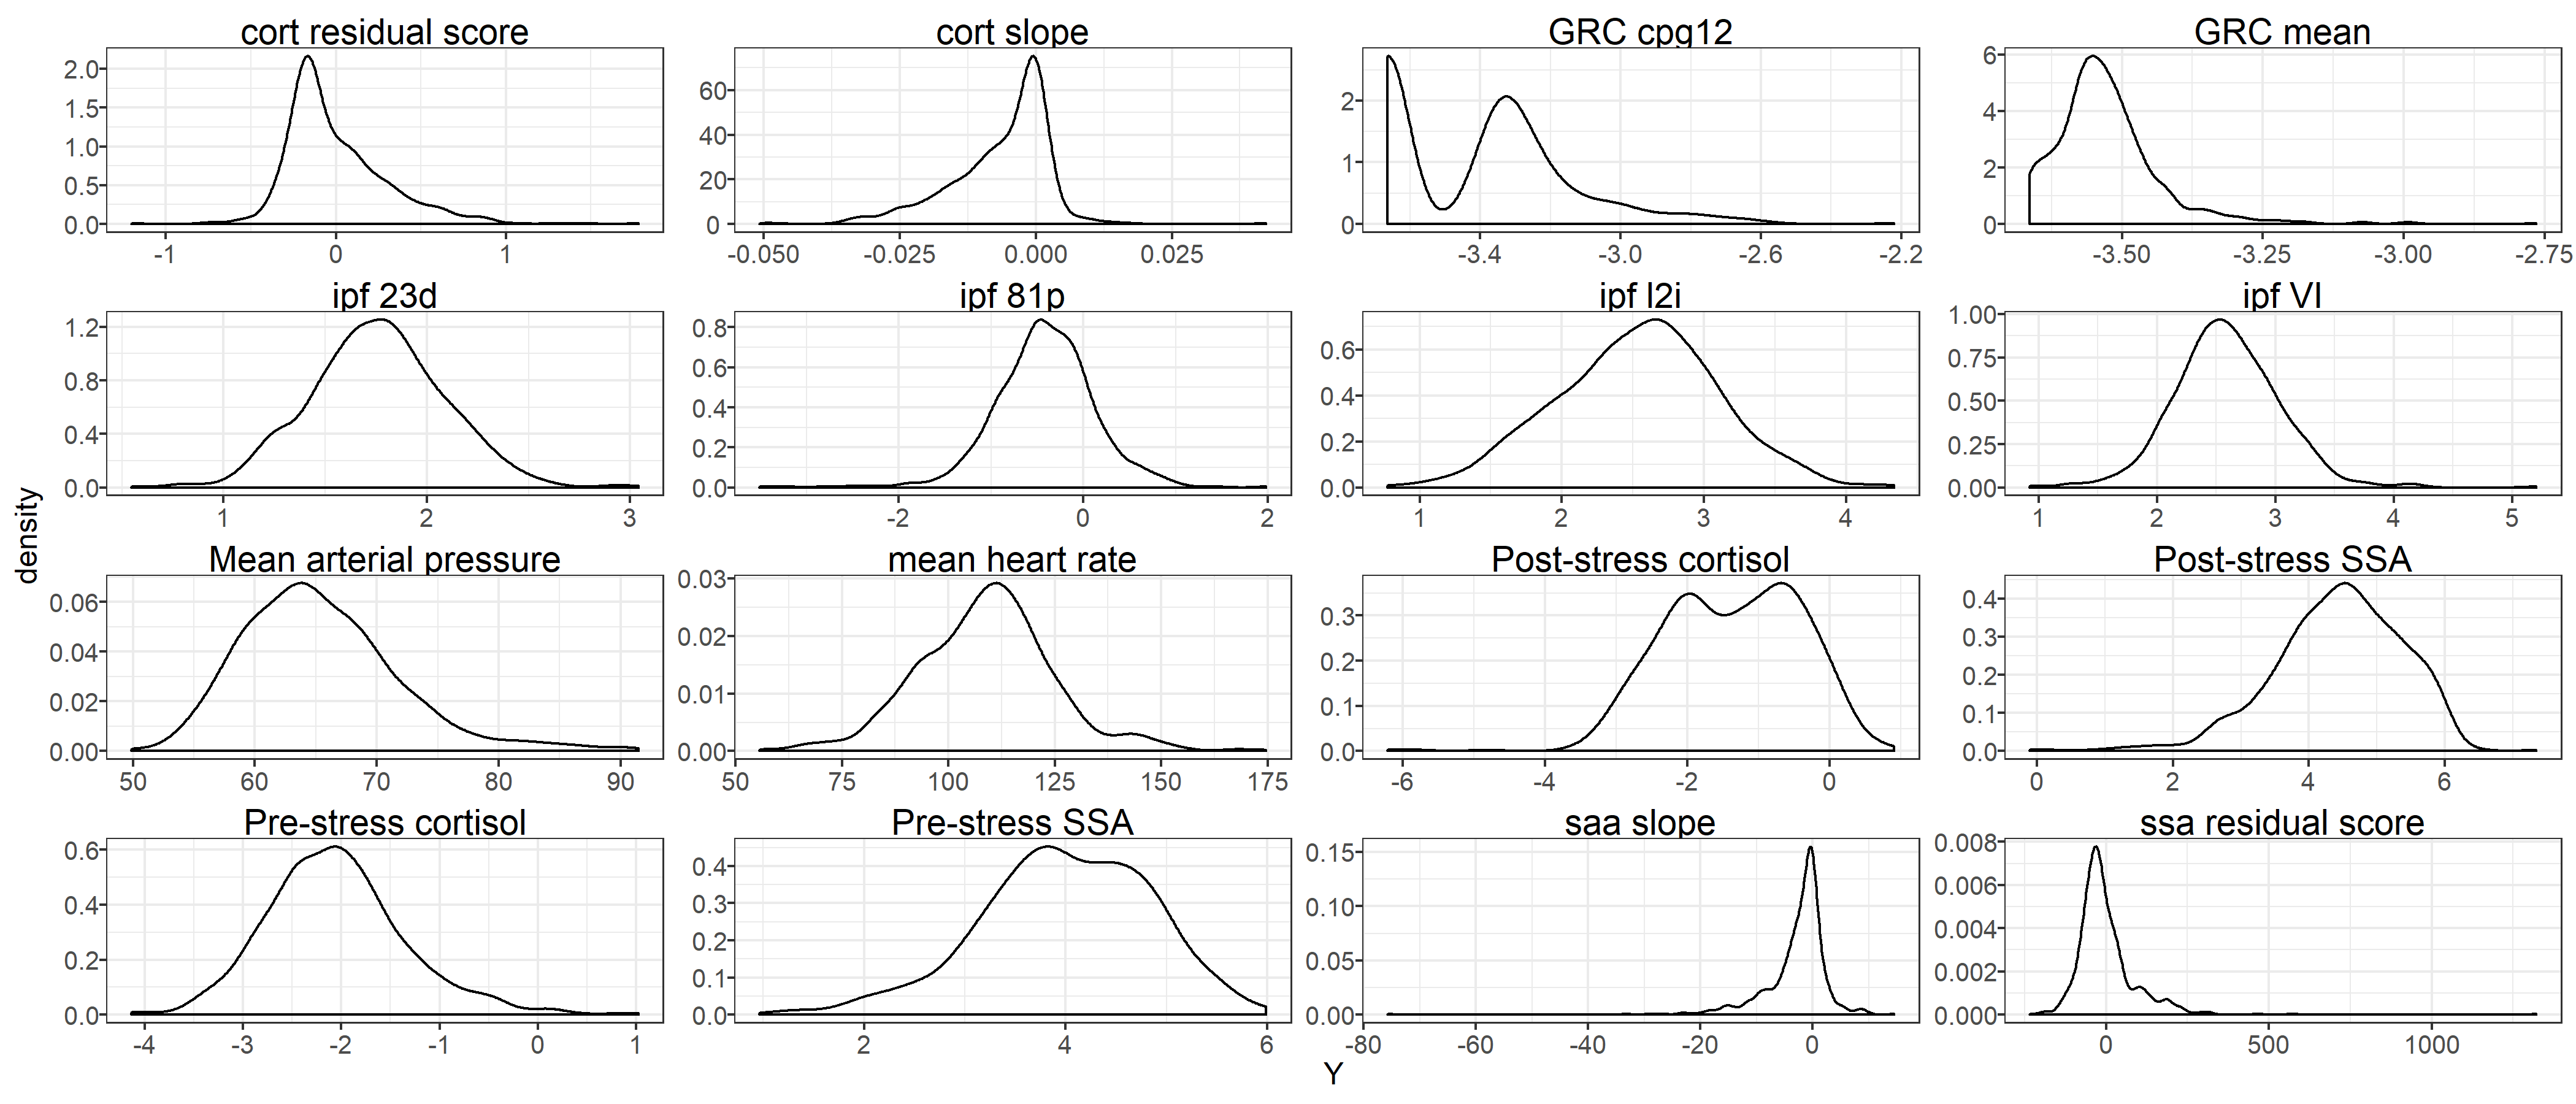 cort residual score
cort slope
GRC cpg12
GRC mean
2.0
1.5
1.0
0.5
0.0
-1 0 1
60
40
20
0
-0.050 -0.025 0.000 0.025
2
1
0
-3.4 -3.0 -2.6 -2.2
6
4
2
0
-3.50 -3.25 -3.00 -2.75
ipf 23d
ipf 81p
ipf l2i
ipf VI
1.2
0.8
0.4
0.0
1 2 3
0.8
0.6
0.4
0.2
0.0
-2 0 2
0.6
0.4
0.2
0.0
1 2 3 4
1.00
0.75
0.50
0.25
0.00
1 2 3 4 5
density
Mean arterial pressure
mean heart rate
Post-stress cortisol
Post-stress SSA
0.06
0.04
0.02
0.00
50 60 70 80 90
0.03
0.02
0.01
0.00
50 75 100 125 150 175
0.3
0.2
0.1
0.0
-6 -4 -2 0
0.4
0.3
0.2
0.1
0.0
0 2 4 6
Pre-stress cortisol
Pre-stress SSA
saa slope
ssa residual score
0.6
0.4
0.2
0.0
-4 -3 -2 -1 0 1
0.4
0.3
0.2
0.1
0.0
2 4 6
0.15
0.10
0.05
0.00
-80 -60 -40 -20 0
0.008
0.006
0.004
0.002
0.000
0 500 1000
Y